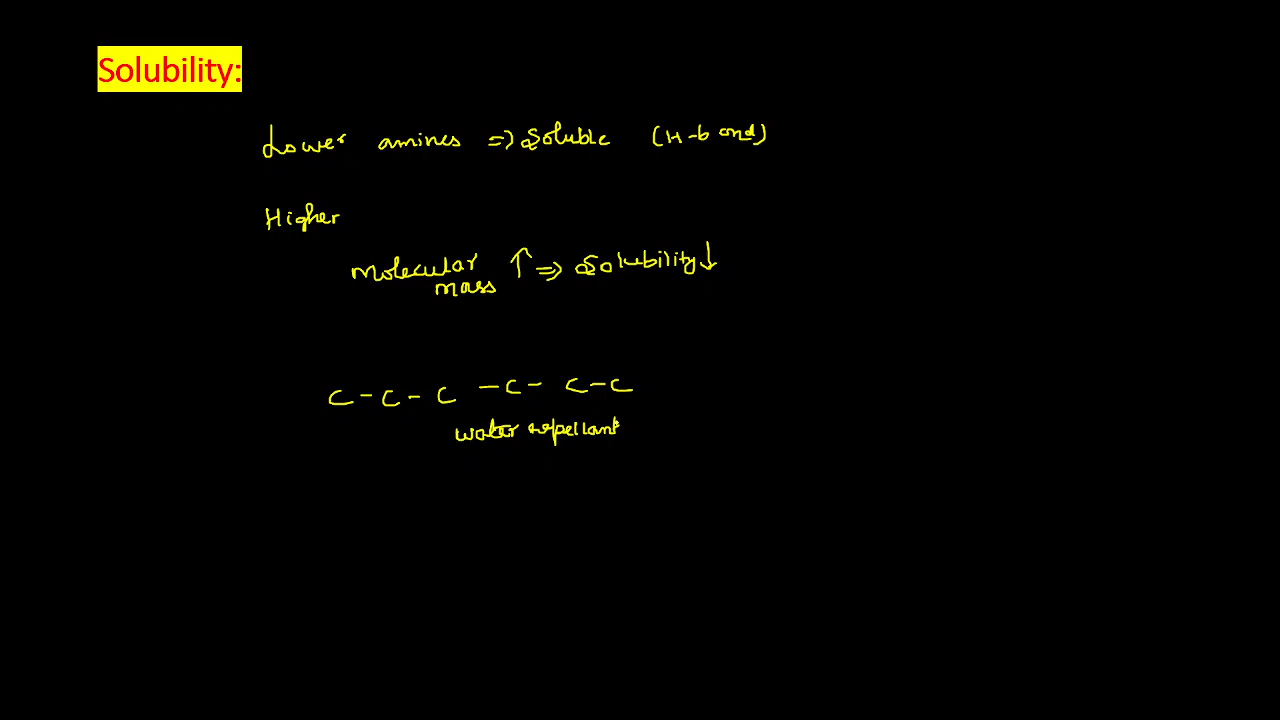 Solubility:
Lower amines => Soluble (H-bond)
Higher
Molecular ↑ => Solubility ↓
mass
C - C - C - C - C - C
water repellant